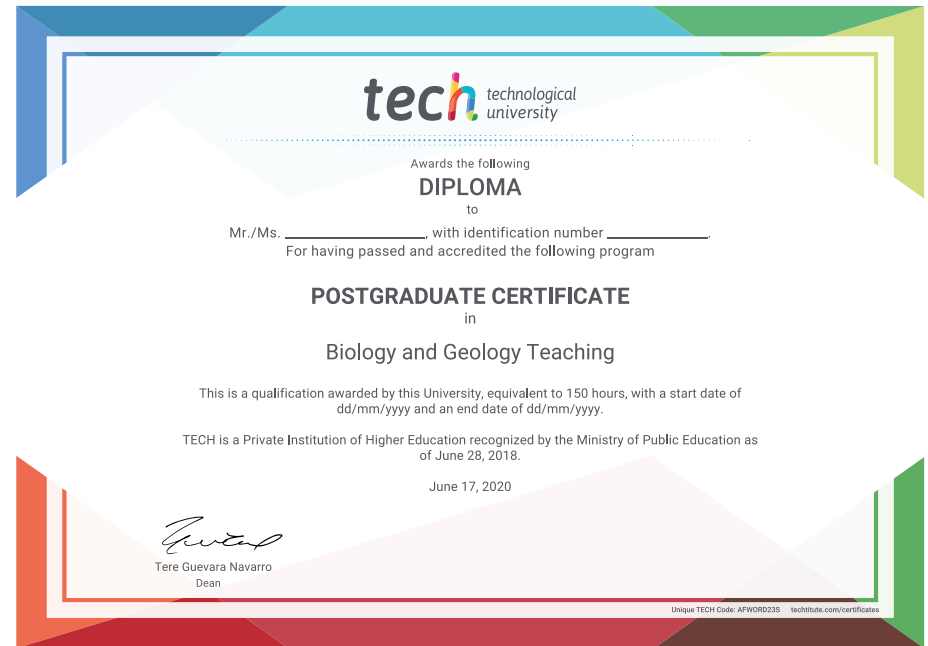 tech technological
university
Awards the following
DIPLOMA
to
Mr./Ms. ____________________, with identification number ______________.
For having passed and accredited the following program
POSTGRADUATE CERTIFICATE
in
Biology and Geology Teaching
This is a qualification awarded by this University, equivalent to 150 hours, with a start date of
dd/mm/yyyy and an end date of dd/mm/yyyy.
TECH is a Private Institution of Higher Education recognized by the Ministry of Public Education as
of June 28, 2018.
June 17, 2020
Tere Guevara Navarro
Dean
Unique TECH Code: AFWORD23S techtitute.com/certificates